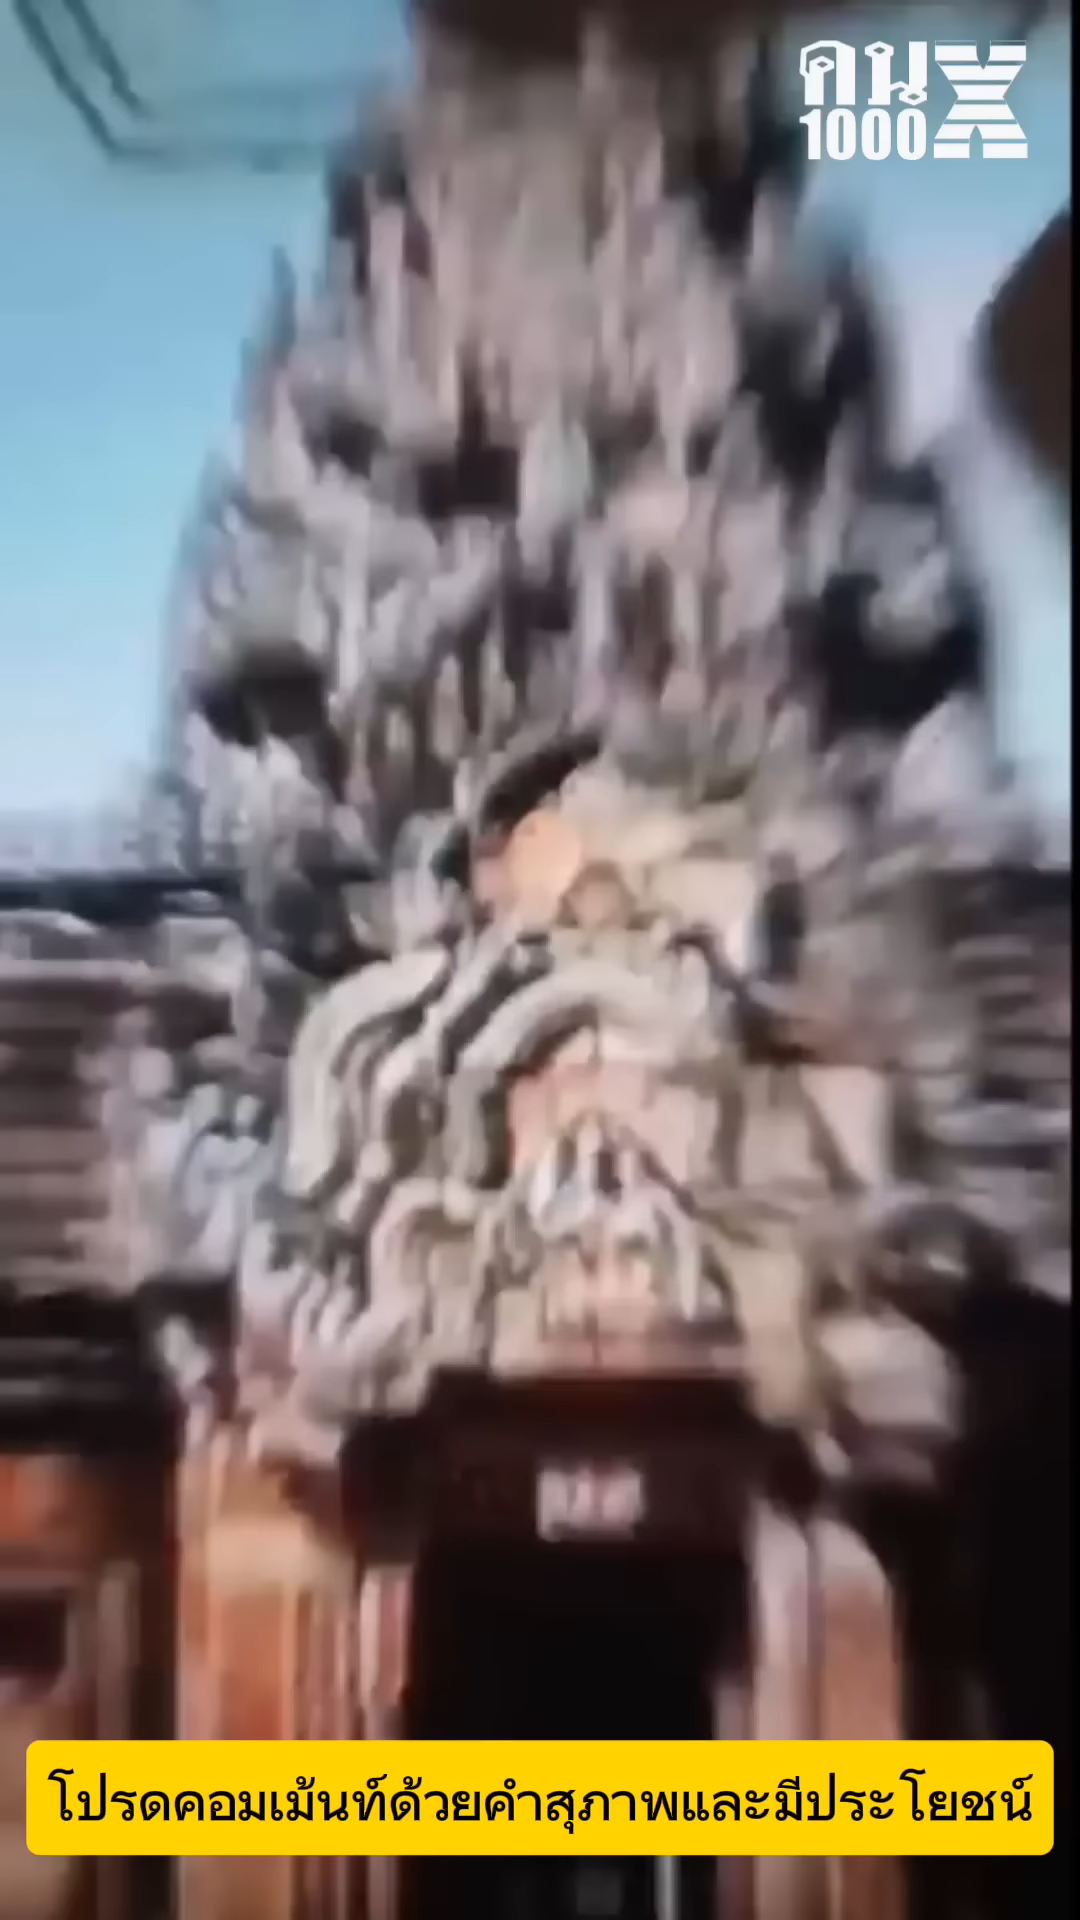 คน
1000X
โปรดคอมเม้นท์ด้วยคำสุภาพและมีประโยชน์